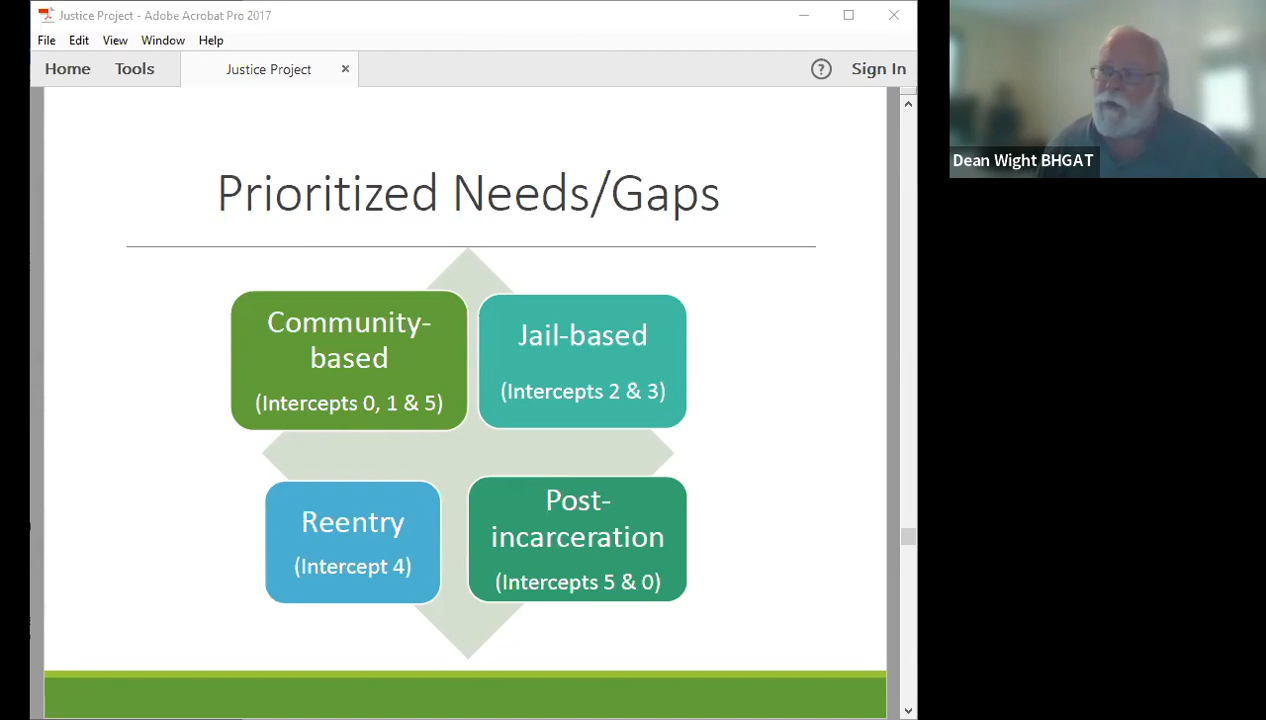 Justice Project - Adobe Acrobat Pro 2017
File Edit View Window Help
Home Tools Justice Project × ? Sign In
Prioritized Needs/Gaps
Community-
based
(Intercepts 0, 1 & 5)
Jail-based
(Intercepts 2 & 3)
Reentry
(Intercept 4)
Post-
incarceration
(Intercepts 5 & 0)
Dean Wight BHGAT